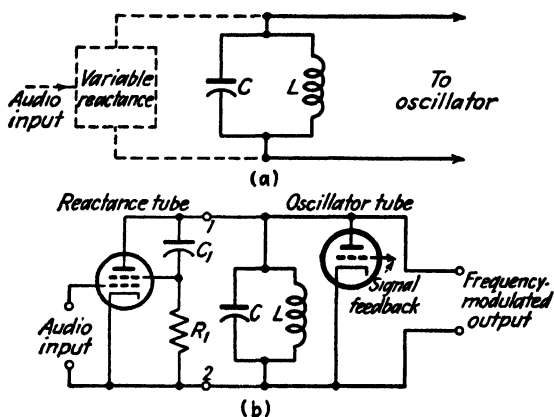 Variable
reactance
Audio
input
C
L
To
oscillator
(a)
Reactance tube
Oscillator tube
1
C1
Signal
feedback
Frequency-
modulated
output
C
L
R1
Audio
input
2
(b)